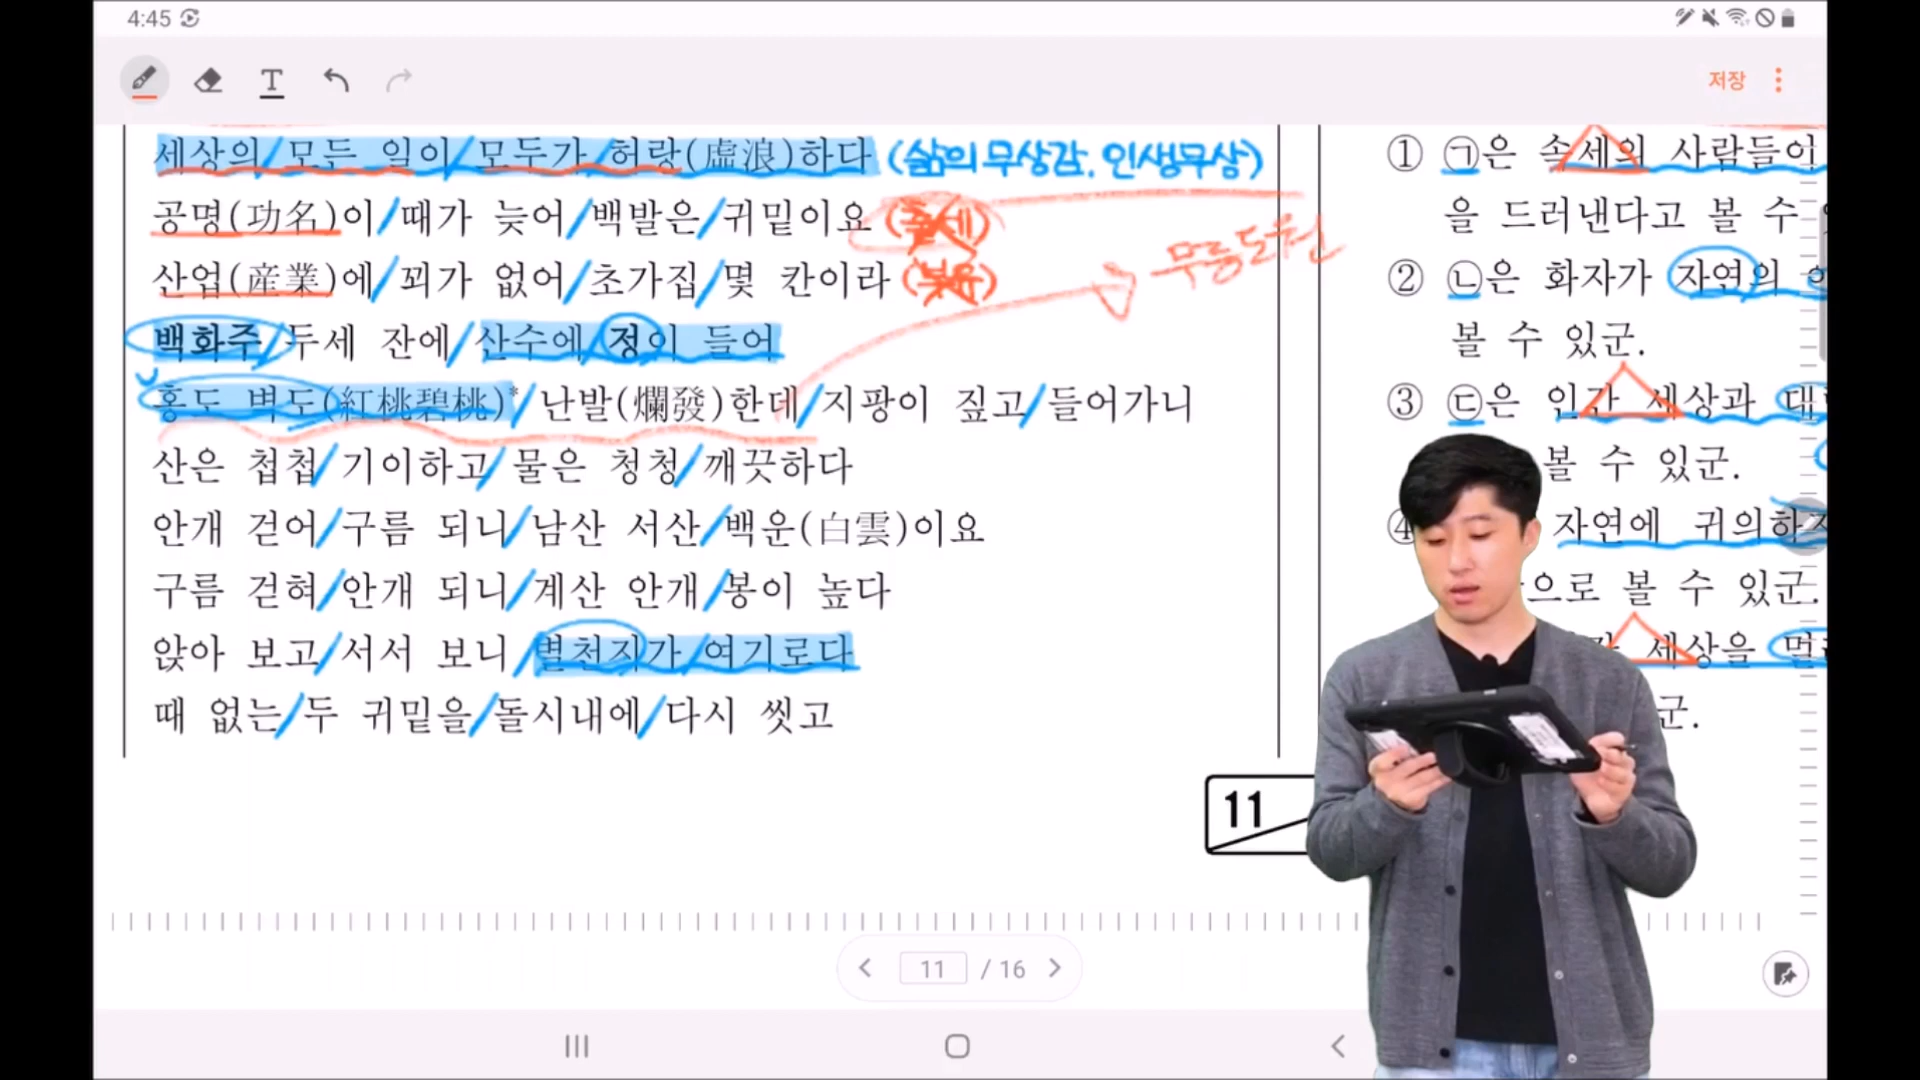 4:45
T
저장
세상의/모든 일이/모두가/허랑(虛浪)하다 (삶의 무상감, 인생무상)
공명(功名)이/때가 늦어/백발은/귀밑이요 (출세)
무릉도원
산업(産業)에/꾀가 없어/초가집/몇 칸이라
백화주/두세 잔에/산수에/정이 들어
홍도 벽도(紅桃碧桃)*/난발(爛發)한데/지팡이 짚고/들어가니
산은 첩첩/기이하고/물은 청청/깨끗하다
안개 걷어/구름 되니/남산 서산/백운(白雲)이요
구름 걷혀/안개 되니/계산 안개/봉이 높다
앉아 보고/서서 보니/별천지가/여기로다
때 없는/두 귀밑을/돌시내에/다시 씻고
11
① ㉠은 속세의 사람들이
을 드러낸다고 볼 수
② ㉡은 화자가 자연의
볼 수 있군.
③ ㉢은 인간 세상과 대
볼 수 있군.
④ 자연에 귀의하
으로 볼 수 있군.
세상을 멀
군.
11 / 16